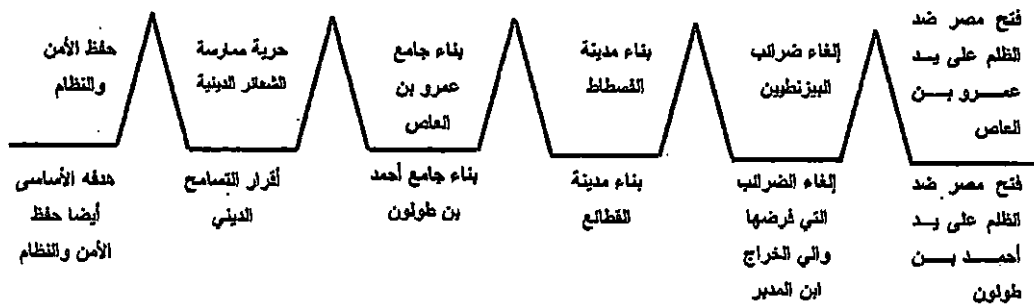 فتح مصر ضد
الظلم على يد
عمرو بن
العاص
إلغاء ضرائب
البيزنطيين
بناء مدينة
الفسطاط
بناء جامع
عمرو بن
العاص
حرية ممارسة
الشعائر الدينية
حفظ الأمن
والنظام
فتح مصر ضد
الظلم على يد
أحمد بن
طولون
إلغاء الضرائب
التي فرضها
والي الخراج
ابن المدبر
بناء مدينة
القطائع
بناء جامع أحمد
بن طولون
أقرار التسامح
الديني
هدفه الأساسى
أيضا حفظ
الأمن والنظام